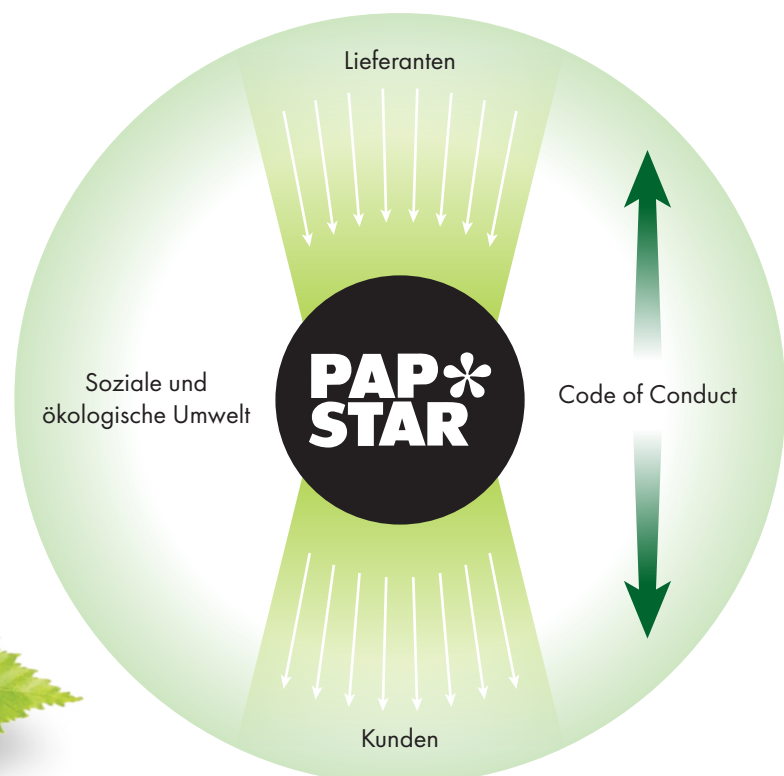 Lieferanten
Soziale und
ökologische Umwelt
PAP
STAR
Code of Conduct
Kunden